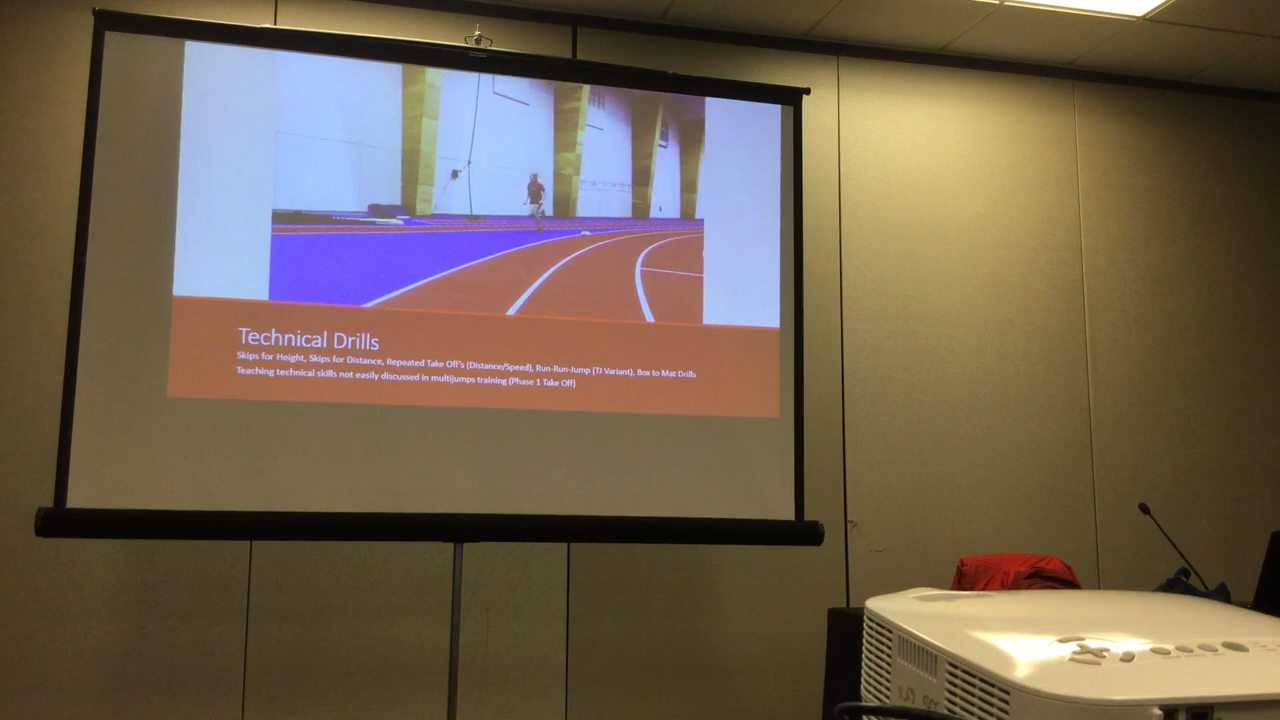 Technical Drills
Skips for Height, Skips for Distance, Repeated Take Off's (Distance/Speed), Run-Run-Jump (TJ Variant), Box to Mat Drills
Teaching technical skills not easily discussed in multijumps training (Phase 1 Take Off)